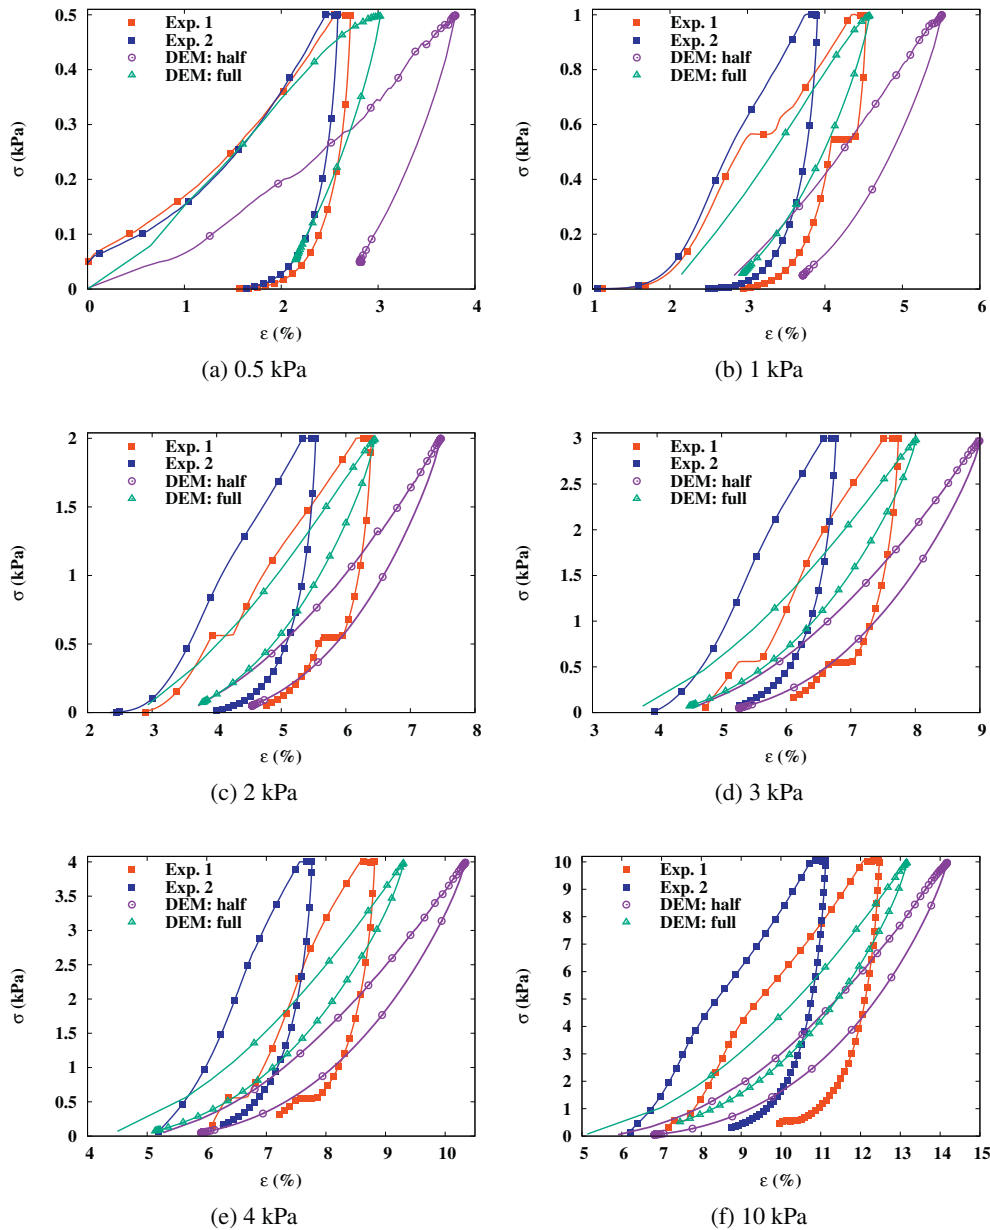 0.5
0.4
0.3
0.2
0.1
0
σ (kPa)
Exp. 1
Exp. 2
DEM: half
DEM: full
0 1 2 3 4
ε (%)
(a) 0.5 kPa
1
0.8
0.6
0.4
0.2
0
σ (kPa)
Exp. 1
Exp. 2
DEM: half
DEM: full
1 2 3 4 5 6
ε (%)
(b) 1 kPa
2
1.5
1
0.5
0
σ (kPa)
Exp. 1
Exp. 2
DEM: half
DEM: full
2 3 4 5 6 7 8
ε (%)
(c) 2 kPa
3
2.5
2
1.5
1
0.5
0
σ (kPa)
Exp. 1
Exp. 2
DEM: half
DEM: full
3 4 5 6 7 8 9
ε (%)
(d) 3 kPa
4
3.5
3
2.5
2
1.5
1
0.5
0
σ (kPa)
Exp. 1
Exp. 2
DEM: half
DEM: full
4 5 6 7 8 9 10
ε (%)
(e) 4 kPa
10
9
8
7
6
5
4
3
2
1
0
σ (kPa)
Exp. 1
Exp. 2
DEM: half
DEM: full
5 6 7 8 9 10 11 12 13 14 15
ε (%)
(f) 10 kPa